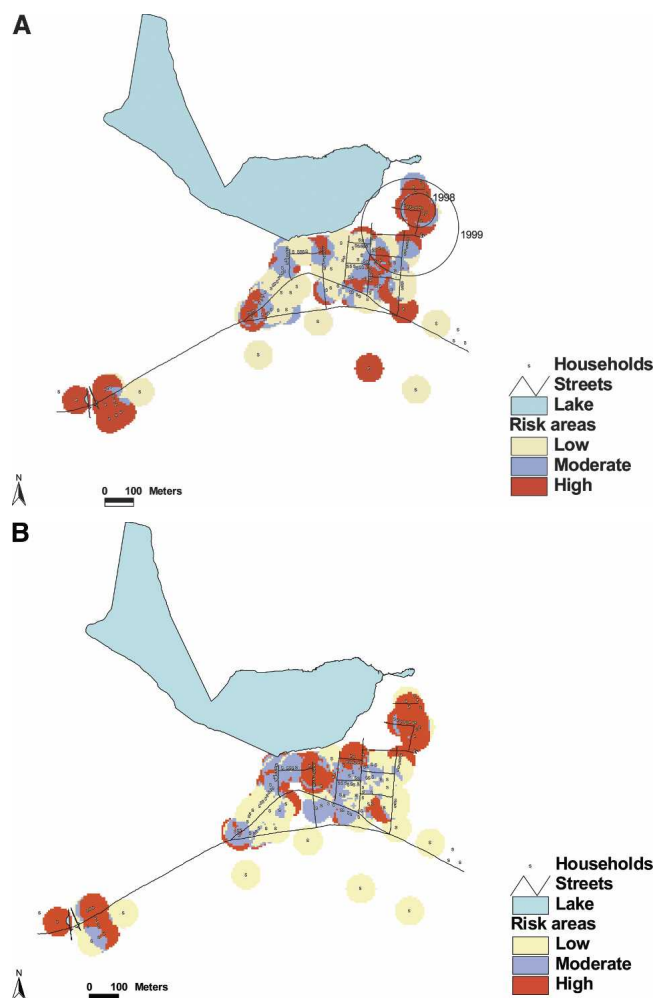 A
1998
1999
Households
Streets
Lake
Risk areas
Low
Moderate
High
N
0 100 Meters
B
Households
Streets
Lake
Risk areas
Low
Moderate
High
N
0 100 Meters